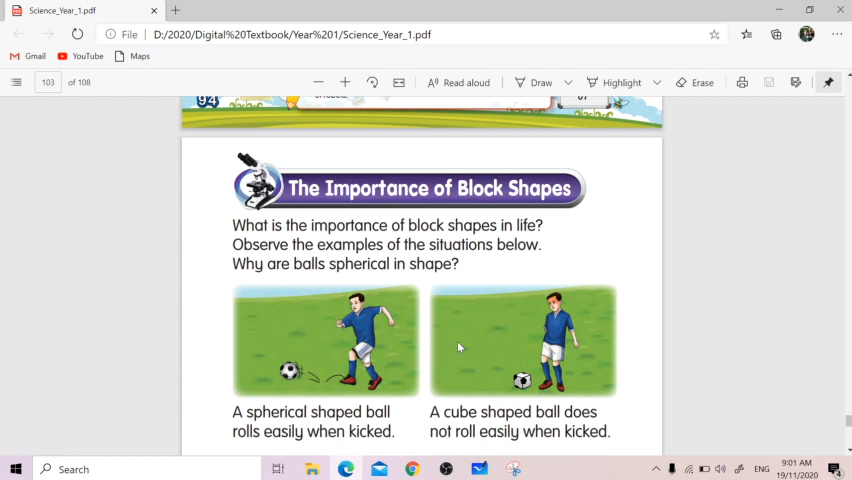 Science_Year_1.pdf
File
D:/2020/Digital%20Textbook/Year%201/Science_Year_1.pdf
Gmail
YouTube
Maps
103 of 108
Read aloud
Draw
Highlight
Erase
94
The Importance of Block Shapes
What is the importance of block shapes in life?
Observe the examples of the situations below.
Why are balls spherical in shape?
A spherical shaped ball
rolls easily when kicked.
A cube shaped ball does
not roll easily when kicked.
Search
ENG
9:01 AM
19/11/2020
4